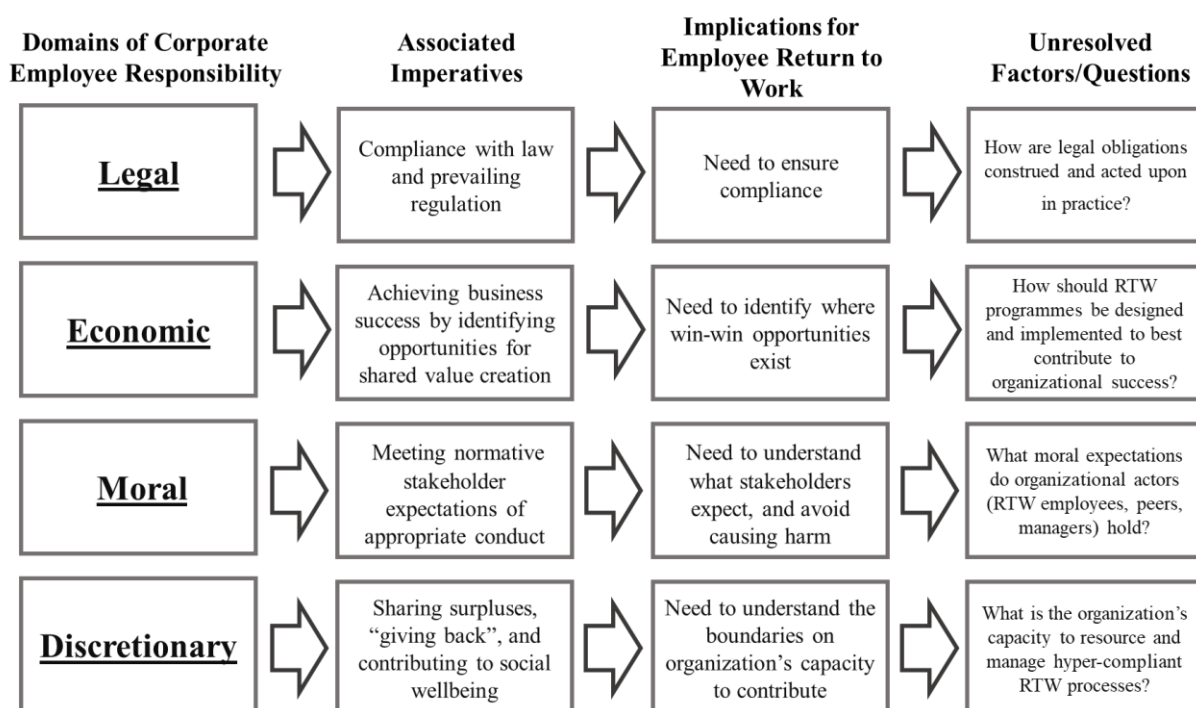 Domains of Corporate
Employee Responsibility
Associated
Imperatives
Implications for
Employee Return to
Work
Unresolved
Factors/Questions
Legal
Compliance with law
and prevailing
regulation
Need to ensure
compliance
How are legal obligations
construed and acted upon
in practice?
Economic
Achieving business
success by identifying
opportunities for
shared value creation
Need to identify where
win-win opportunities
exist
How should RTW
programmes be designed
and implemented to best
contribute to
organizational success?
Moral
Meeting normative
stakeholder
expectations of
appropriate conduct
Need to understand
what stakeholders
expect, and avoid
causing harm
What moral expectations
do organizational actors
(RTW employees, peers,
managers) hold?
Discretionary
Sharing surpluses,
“giving back”, and
contributing to social
wellbeing
Need to understand the
boundaries on
organization’s capacity
to contribute
What is the organization’s
capacity to resource and
manage hyper-compliant
RTW processes?